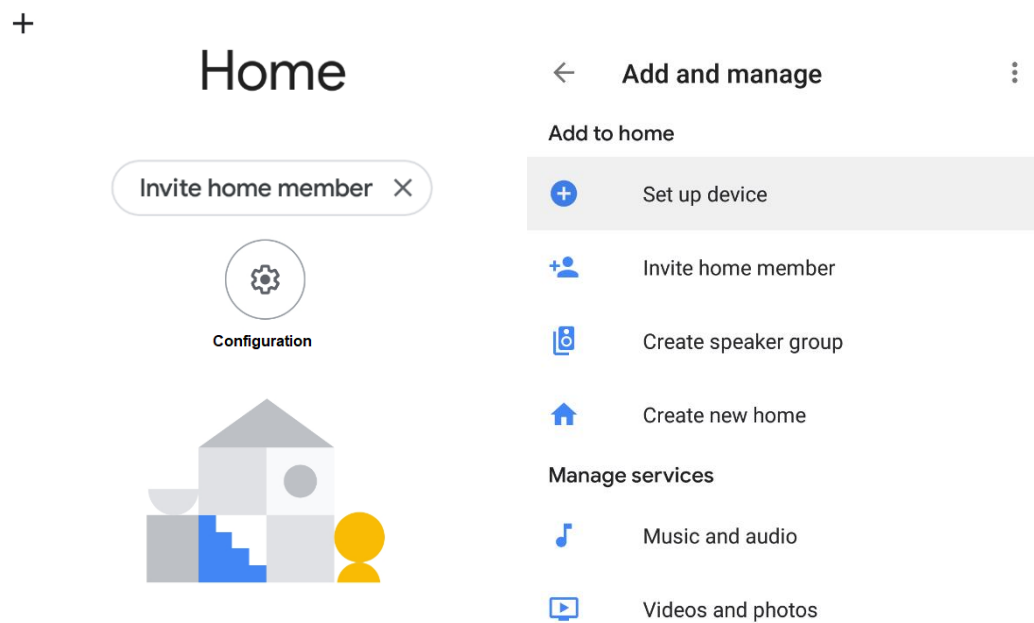 Home
Invite home member
Configuration
Add and manage
Add to home
Set up device
Invite home member
Create speaker group
Create new home
Manage services
Music and audio
Videos and photos